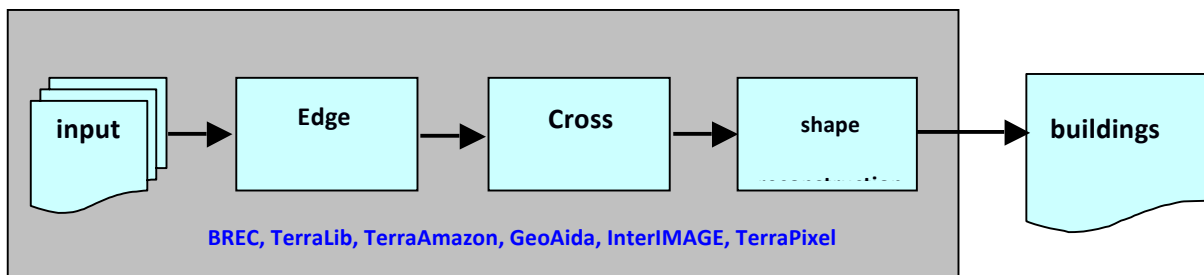 input
Edge
Cross
shape
buildings
BREC, TerraLib, TerraAmazon, GeoAida, InterIMAGE, TerraPixel